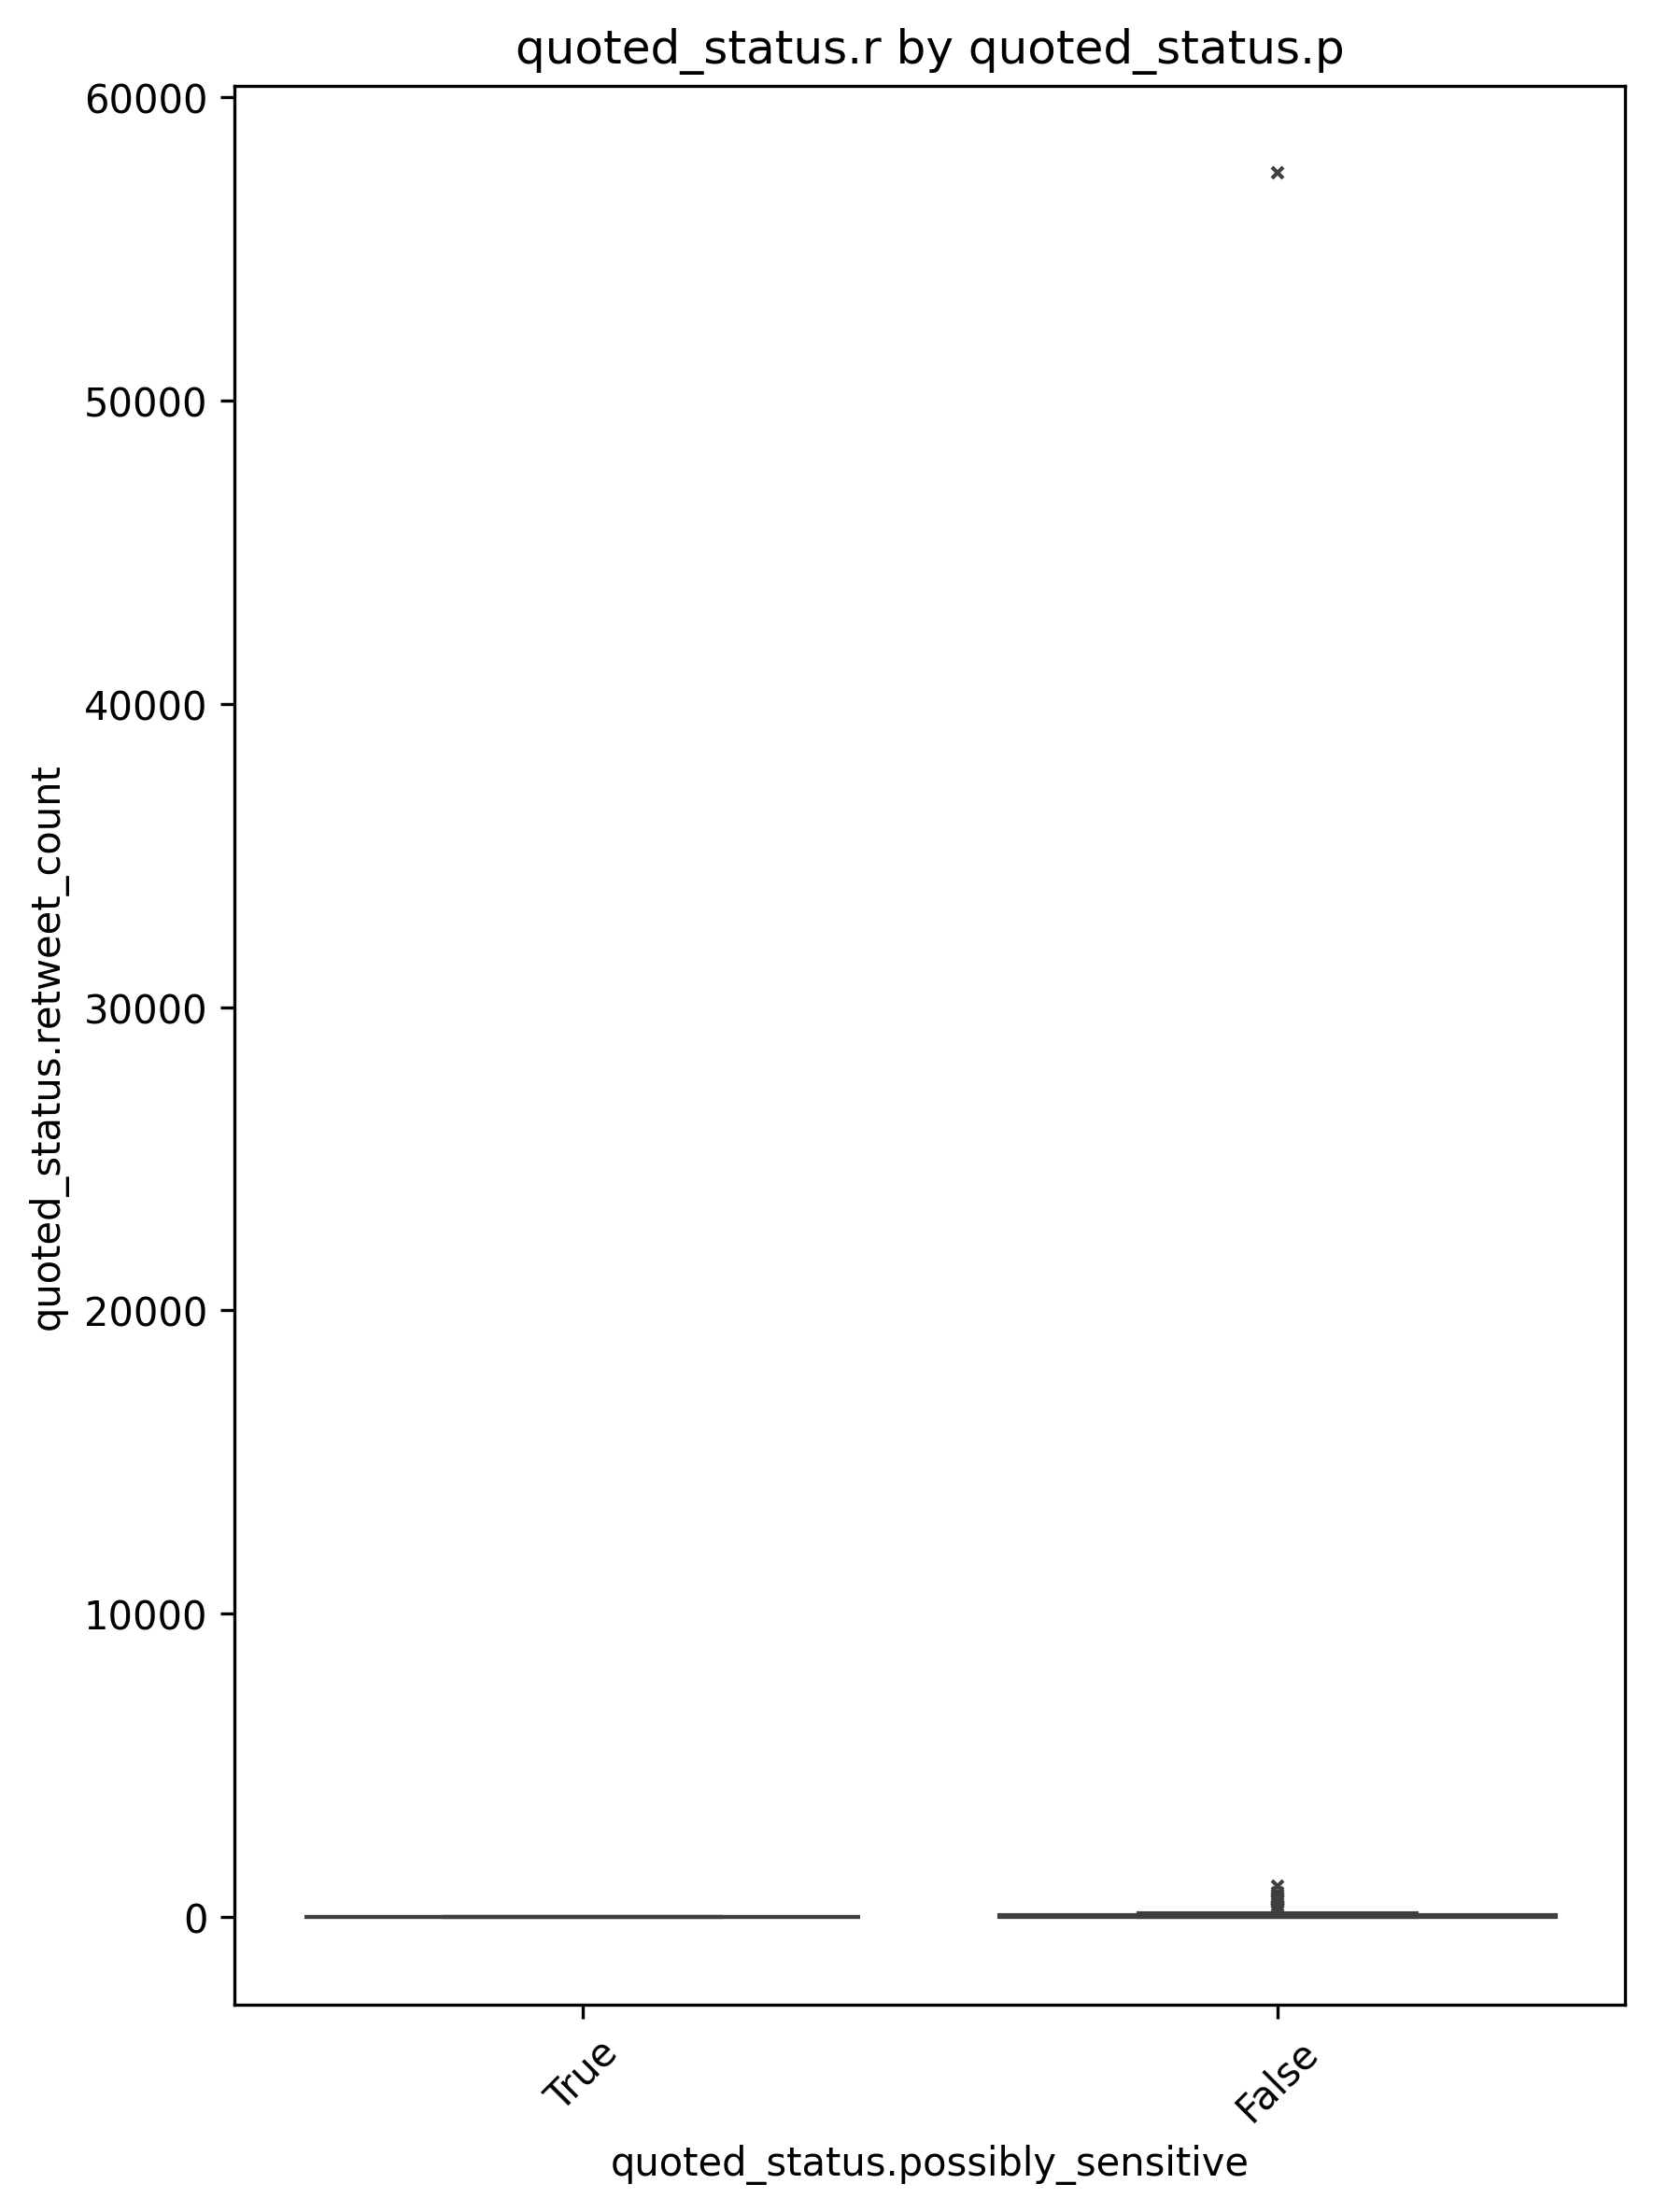 quoted_status.r by quoted_status.p
60000
50000
40000
30000
20000
10000
0
quoted_status.retweet_count
True
False
quoted_status.possibly_sensitive